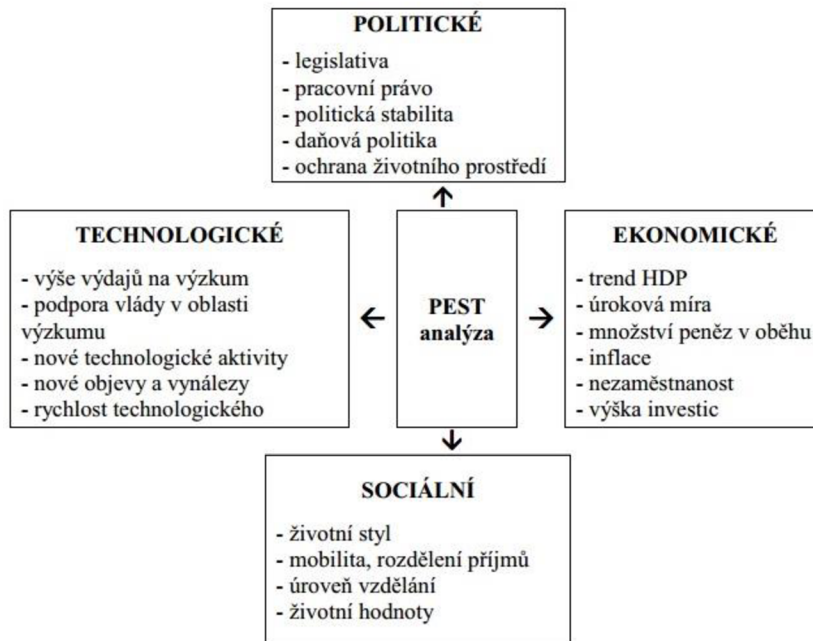 POLITICKÉ
- legislativa
- pracovní právo
- politická stabilita
- daňová politika
- ochrana životního prostředí
TECHNOLOGICKÉ
- výše výdajů na výzkum
- podpora vlády v oblasti
výzkumu
- nové technologické aktivity
- nové objevy a vynálezy
- rychlost technologického
PEST
analýza
EKONOMICKÉ
- trend HDP
- úroková míra
- množství peněz v oběhu
- inflace
- nezaměstnanost
- výška investic
SOCIÁLNÍ
- životní styl
- mobilita, rozdělení příjmů
- úroveň vzdělání
- životní hodnoty